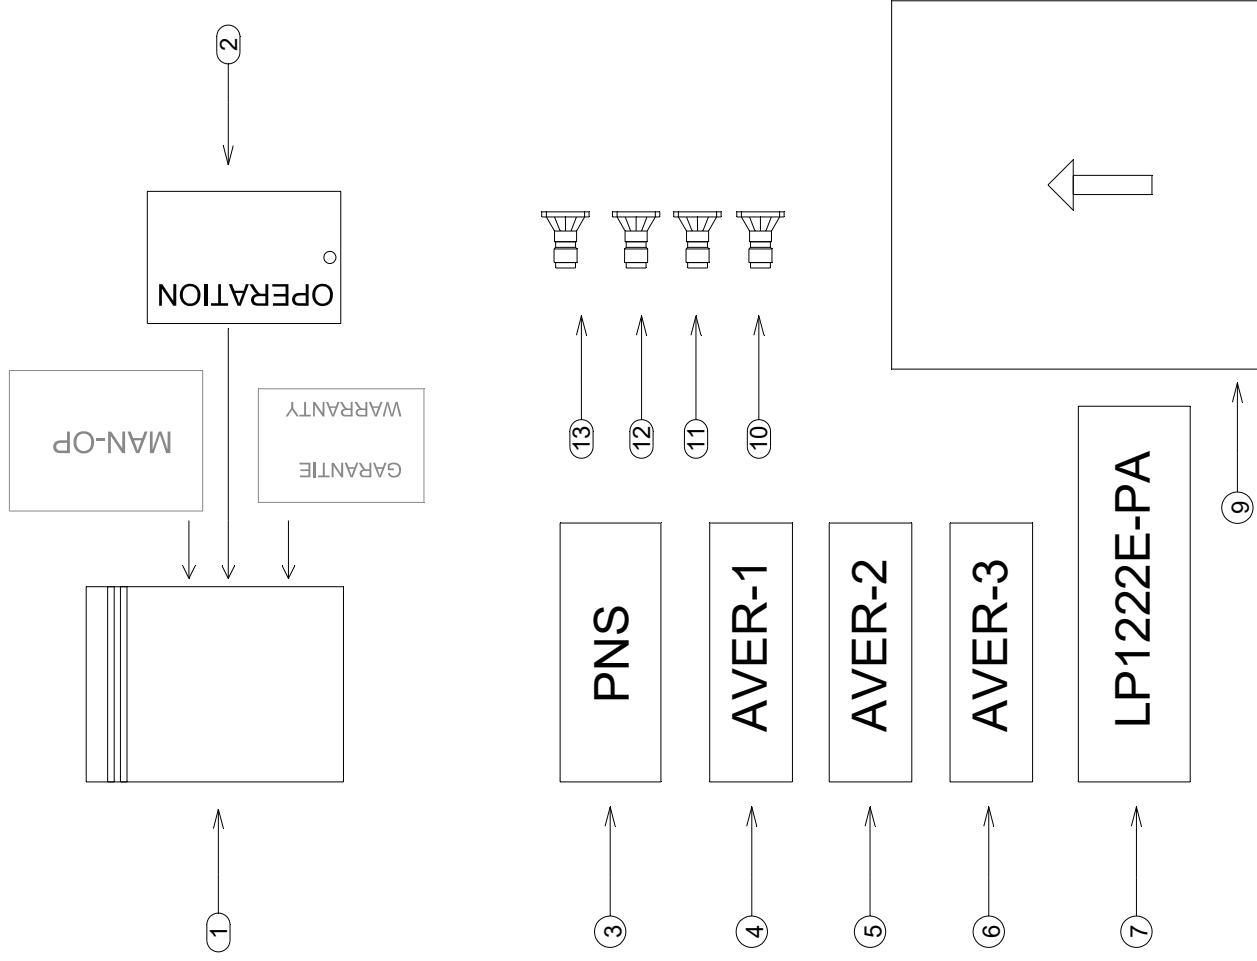 2
OPERATION
MAN-OP
WARRANTY
GARANTIE
1
13
12
11
10
9
PNS
AVER-1
AVER-2
AVER-3
LP1222E-PA
3
4
5
6
7